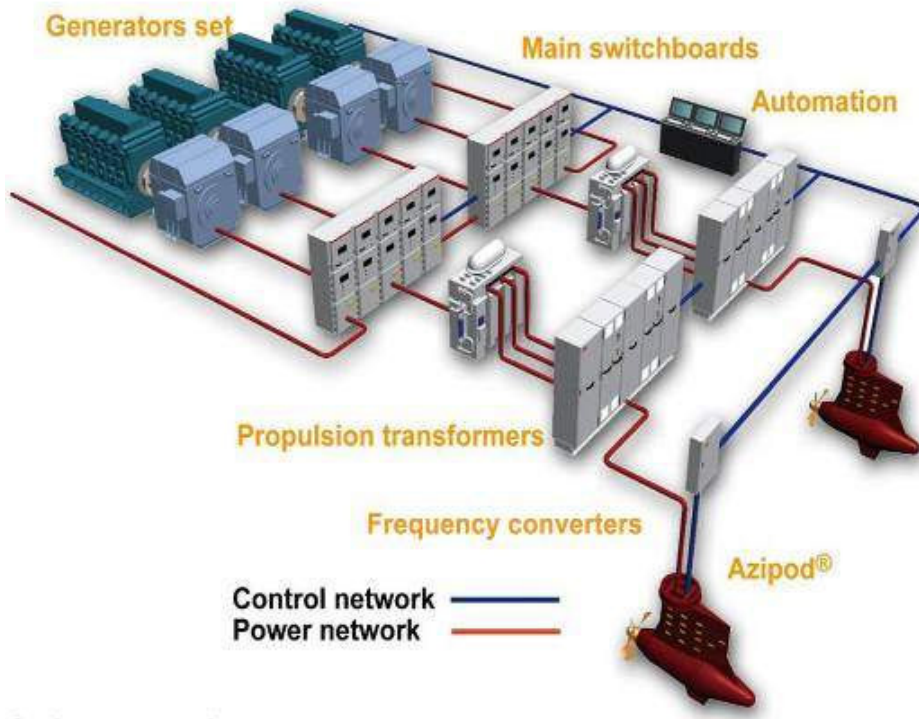 Generators set
Main switchboards
Automation
Propulsion transformers
Frequency converters
Azipod®
Control network
Power network